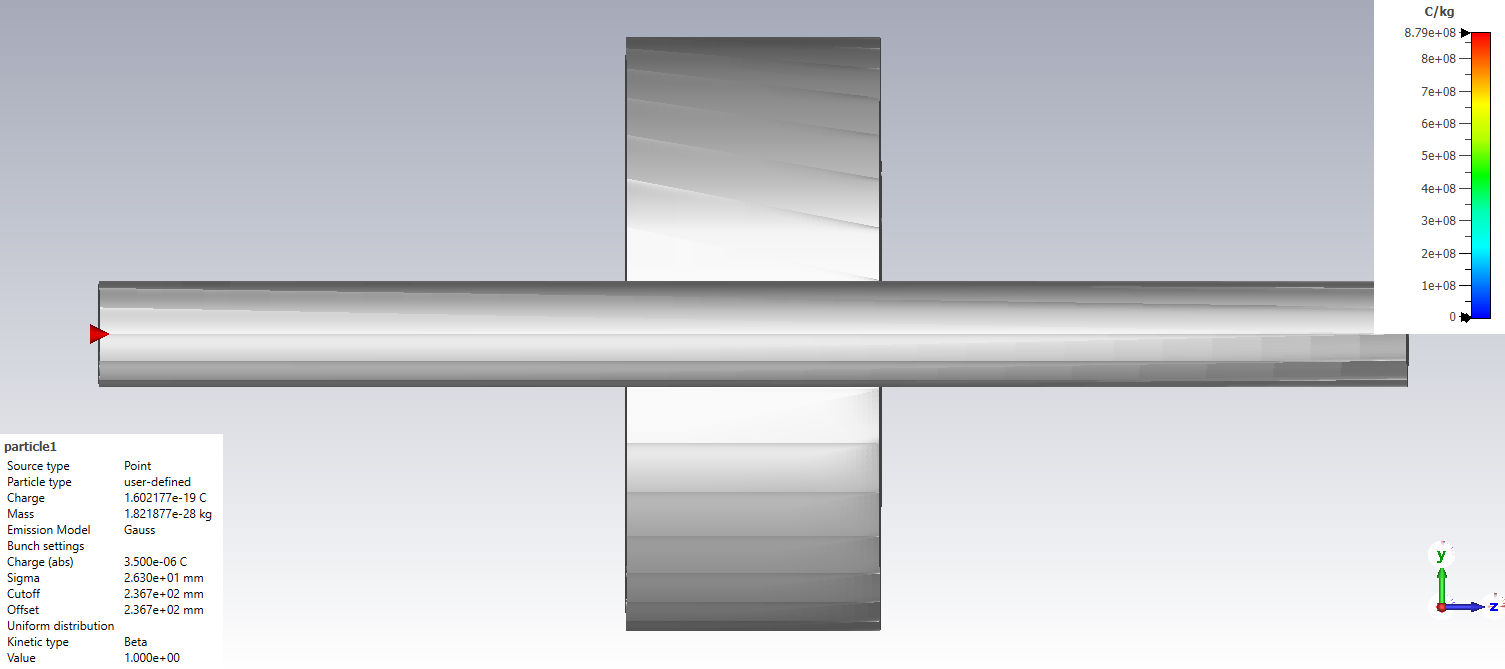 C/kg
8.79e+08
8e+08
7e+08
6e+08
5e+08
4e+08
3e+08
2e+08
1e+08
0
particle1
Source type Point
Particle type user-defined
Charge 1.602177e-19 C
Mass 1.821877e-28 kg
Emission Model Gauss
Bunch settings
Charge (abs) 3.500e-06 C
Sigma 2.630e+01 mm
Cutoff 2.367e+02 mm
Offset 2.367e+02 mm
Uniform distribution
Kinetic type Beta
Value 1.000e+00
y
z